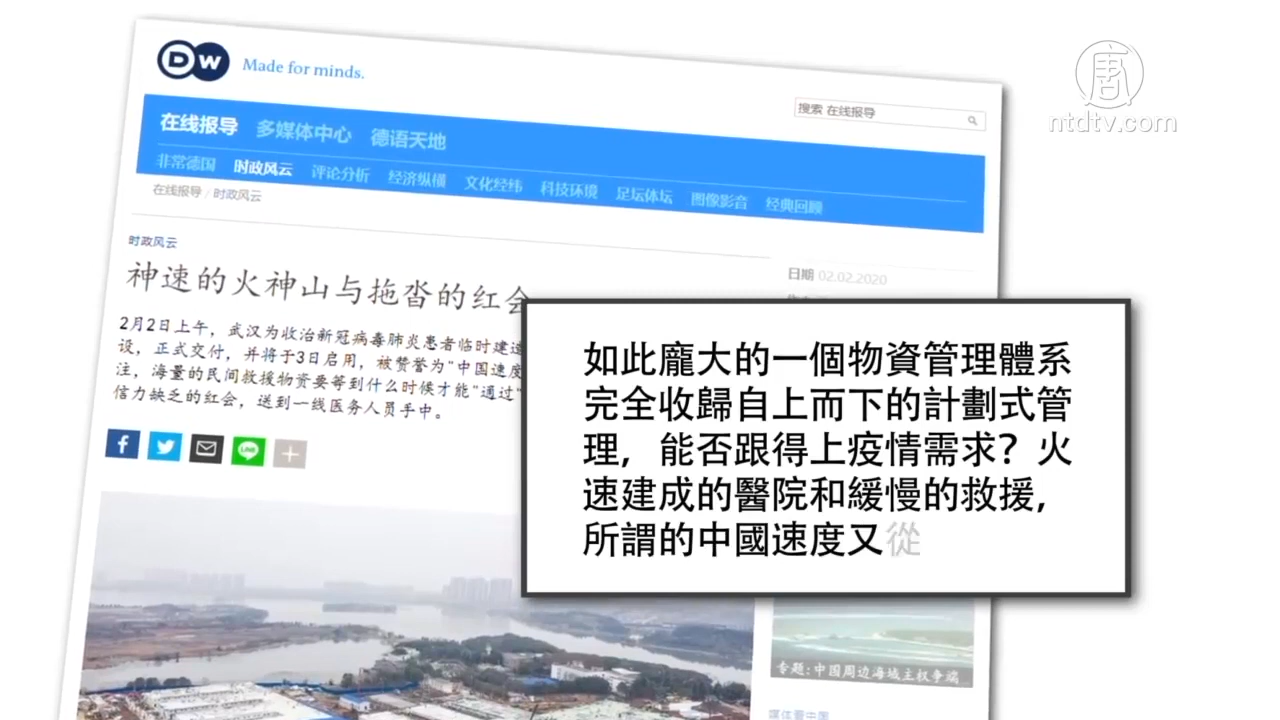 DW Made for minds.
唐
ntdtv.com
搜索 在线报导
在线报导 多媒体中心 德语天地
非常德国 时政风云 评论分析 经济纵横 文化经纬 科技环境 足坛体坛 图像影音 经典回顾
在线报导 / 时政风云
时政风云
日期 02.02.2020
神速的火神山与拖沓的红会
2月2日上午，武汉为收治新冠病毒肺炎患者临时建造
设，正式交付，并将于3日启用，被赞誉为"中国速度
注，海量的民间救援物资要等到什么时候才能"通过"
信力缺乏的红会，送到一线医务人员手中。
f
LINE
+
如此龐大的一個物資管理體系
完全收歸自上而下的計劃式管
理，能否跟得上疫情需求？火
速建成的醫院和緩慢的救援，
所謂的中國速度又從
专题:中国周边海域主权争端
媒体看中国